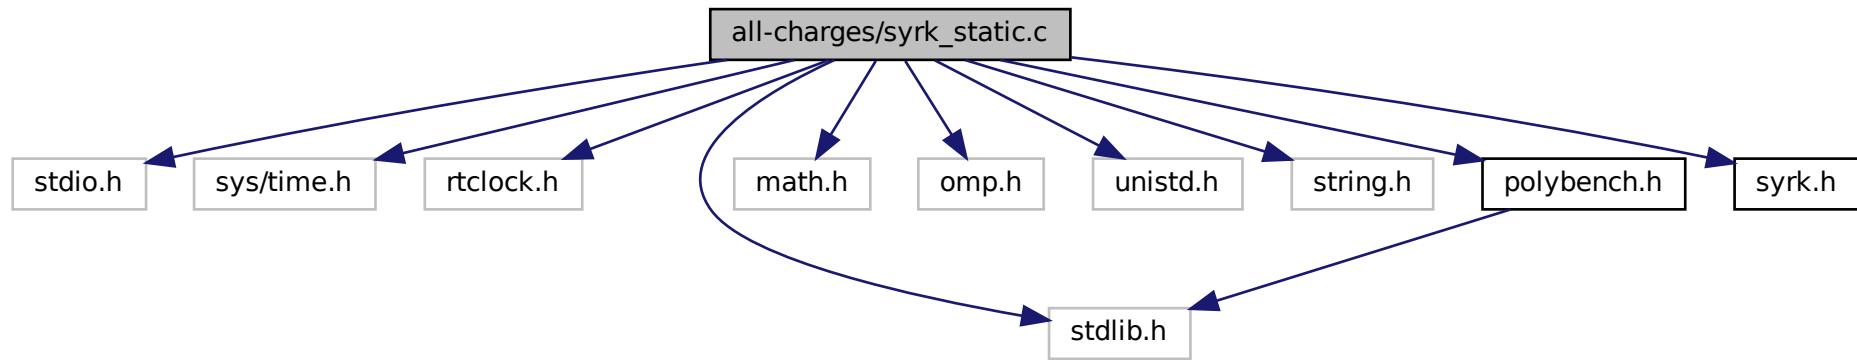 all-charges/syrk_static.c
stdio.h
sys/time.h
rtclock.h
math.h
omp.h
unistd.h
string.h
polybench.h
syrk.h
stdlib.h